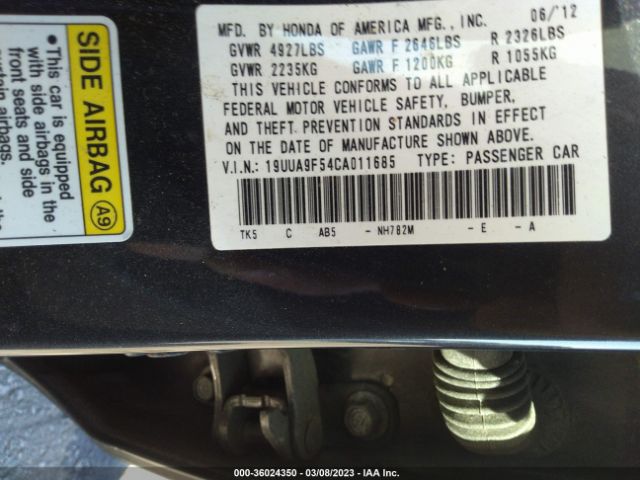 SIDE AIRBAG A9
• This car is equipped
with side airbags in the
front seats and side
curtain airbags.
MFD. BY HONDA OF AMERICA MFG., INC. 06/'12
GVWR 4927LBS GAWR F 2646LBS R 2326LBS
GVWR 2235KG GAWR F 1200KG R 1055KG
THIS VEHICLE CONFORMS TO ALL APPLICABLE
FEDERAL MOTOR VEHICLE SAFETY, BUMPER,
AND THEFT PREVENTION STANDARDS IN EFFECT
ON THE DATE OF MANUFACTURE SHOWN ABOVE.
V.I.N.: 19UUA9F54CA011685 TYPE: PASSENGER CAR
TK5 C AB5 - NH782M - E - A
000-36024350 | 03/08/2023 | IAA Inc.